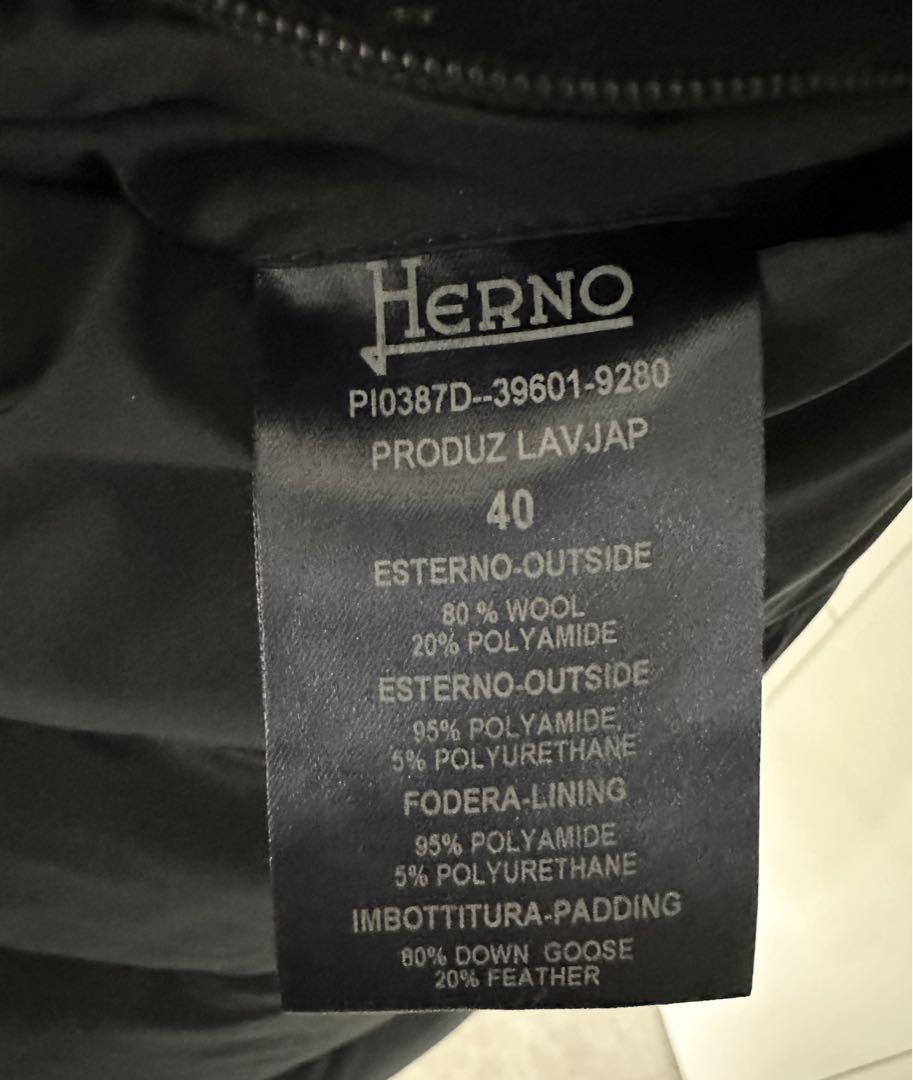 HERNO
PI0387D--39601-9280
PRODUZ LAVJAP
40
ESTERNO-OUTSIDE
80 % WOOL
20% POLYAMIDE
ESTERNO-OUTSIDE
95% POLYAMIDE
5% POLYURETHANE
FODERA-LINING
95% POLYAMIDE
5% POLYURETHANE
IMBOTTITURA-PADDING
80% DOWN GOOSE
20% FEATHER